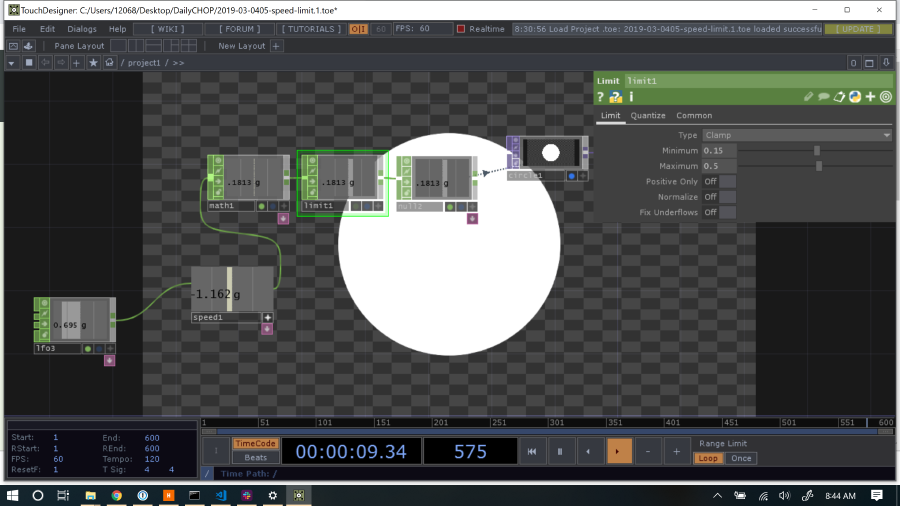 TouchDesigner: C:/Users/12068/Desktop/DailyCHOP/2019-03-0405-speed-limit.1.toe*
File Edit Dialogs Help [ WIKI ] [ FORUM ] [ TUTORIALS ] O|I 60 FPS: 60 Realtime 8:30:56 Load Project .toe: 2019-03-0405-speed-limit.1.toe loaded successfu [ UPDATE ]
Pane Layout New Layout +
/ project1 / >> 0
Limit limit1
? ? i
Limit Quantize Common
Type Clamp
Minimum 0.15
Maximum 0.5
Positive Only Off
Normalize Off
Fix Underflows Off
.1813 g
math1
.1813 g
limit1
.1813 g
null2
circle1
-1.162 g
speed1
0.695 g
lfo3
1 51 101 151 201 251 301 351 401 451 501 551 600
Start: 1 End: 600
RStart: 1 REnd: 600
FPS: 60 Tempo: 120
ResetF: 1 T Sig: 4 4
TimeCode
Beats
00:00:09.34
575
- +
Range Limit
Loop Once
/ Time Path: /
8:44 AM